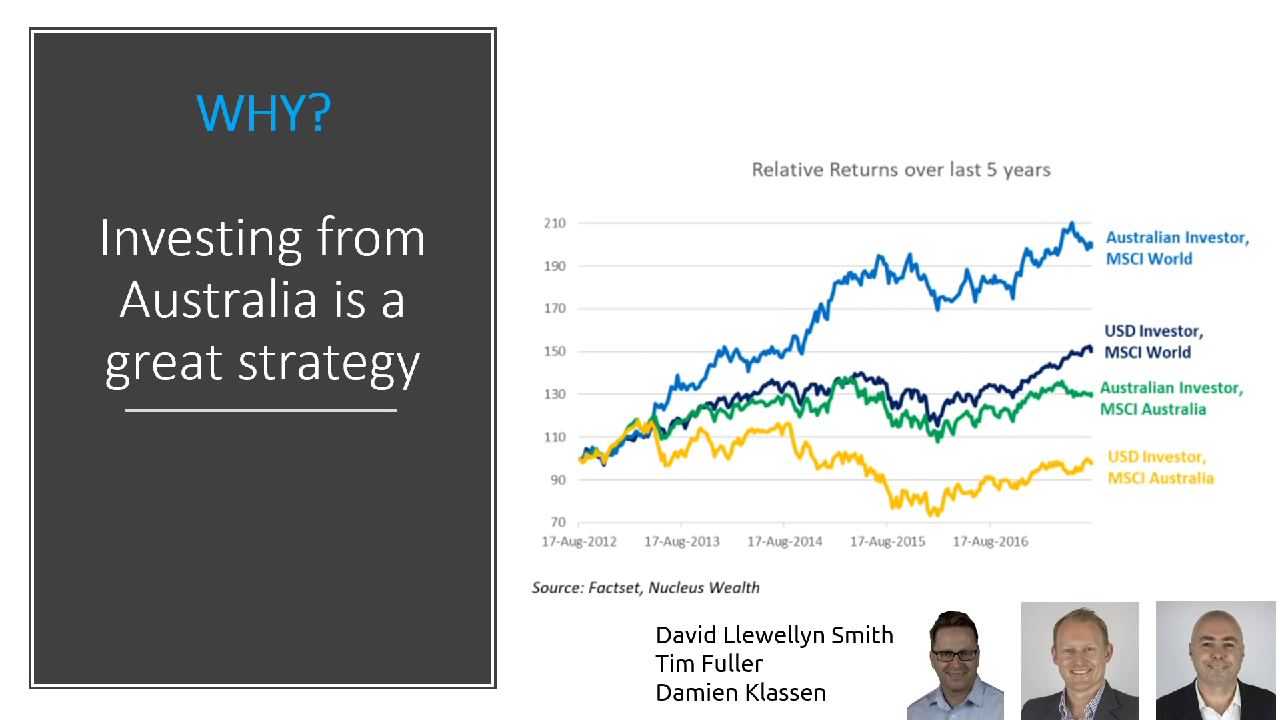 WHY?
Investing from
Australia is a
great strategy
Relative Returns over last 5 years
210
190
170
150
130
110
90
70
17-Aug-2012 17-Aug-2013 17-Aug-2014 17-Aug-2015 17-Aug-2016
Australian Investor,
MSCI World
USD Investor,
MSCI World
Australian Investor,
MSCI Australia
USD Investor,
MSCI Australia
Source: Factset, Nucleus Wealth
David Llewellyn Smith
Tim Fuller
Damien Klassen